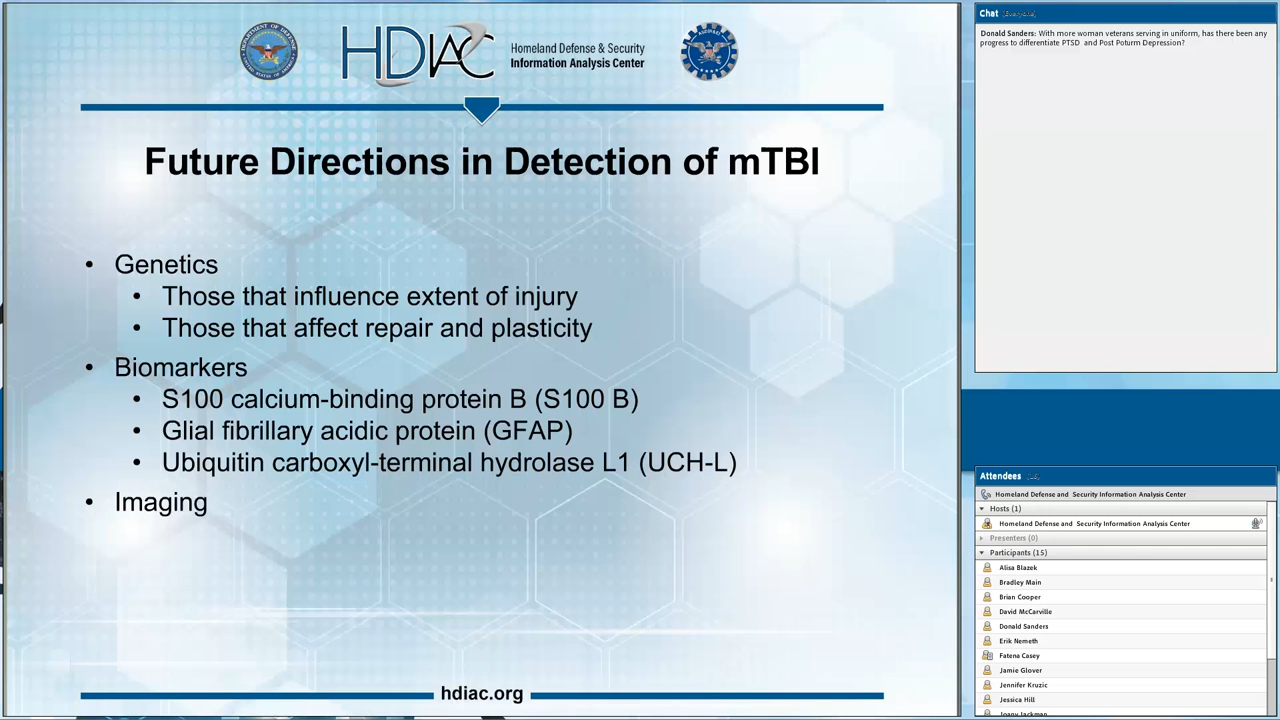 HDIAC
Homeland Defense & Security
Information Analysis Center
Future Directions in Detection of mTBI
• Genetics
• Those that influence extent of injury
• Those that affect repair and plasticity
• Biomarkers
• S100 calcium-binding protein B (S100 B)
• Glial fibrillary acidic protein (GFAP)
• Ubiquitin carboxyl-terminal hydrolase L1 (UCH-L)
• Imaging
hdiac.org
Chat (Everyone)
Donald Sanders: With more woman veterans serving in uniform, has there been any
progress to differentiate PTSD and Post Poturm Depression?
Attendees
Homeland Defense and Security Information Analysis Center
Hosts (1)
Homeland Defense and Security Information Analysis Center
Presenters (0)
Participants (15)
Alisa Blazek
Bradley Main
Brian Cooper
David McCarville
Donald Sanders
Erik Nemeth
Fatena Casey
Jamie Glover
Jennifer Kruzic
Jessica Hill